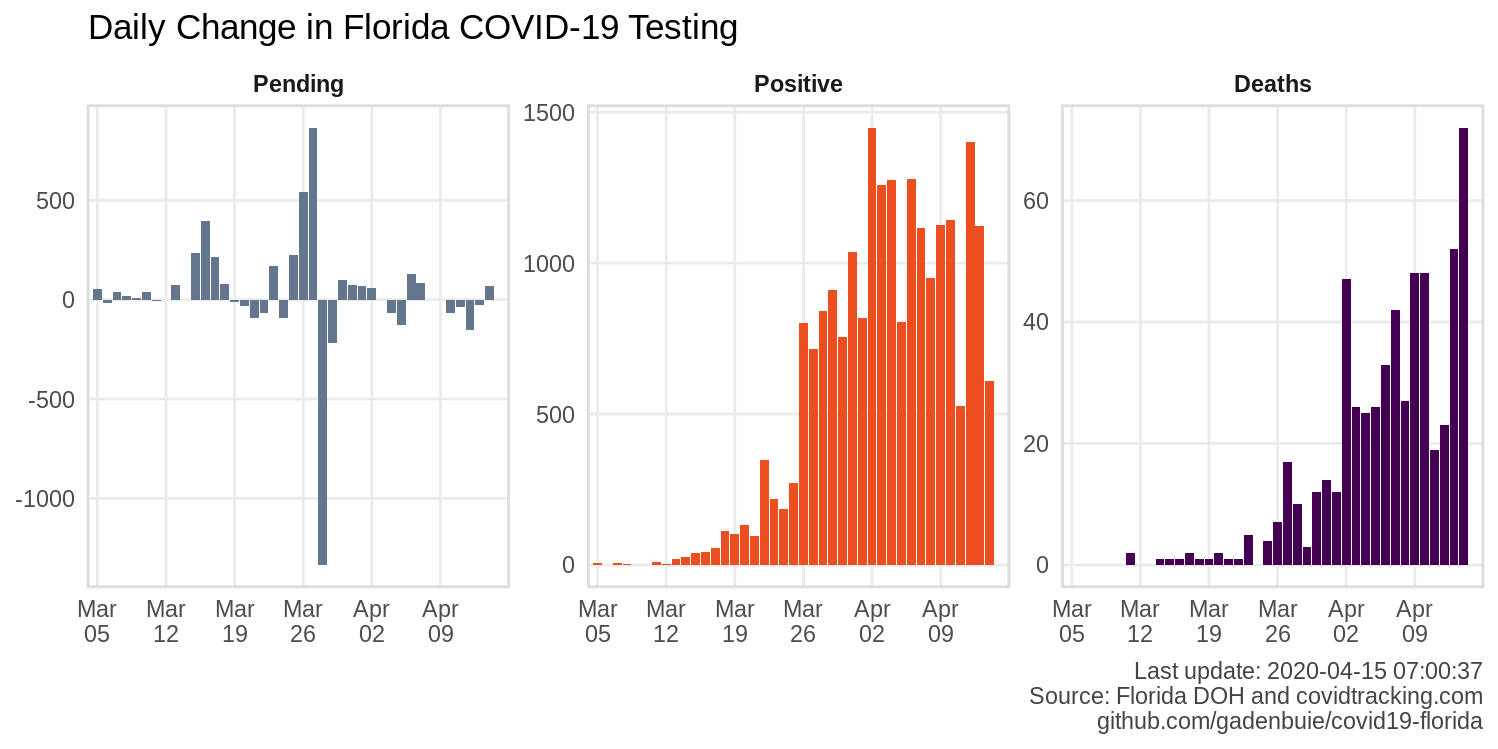 Daily Change in Florida COVID-19 Testing
Pending
Positive
Deaths
500
0
-500
-1000
Mar
05
Mar
12
Mar
19
Mar
26
Apr
02
Apr
09
1500
1000
500
0
Mar
05
Mar
12
Mar
19
Mar
26
Apr
02
Apr
09
60
40
20
0
Mar
05
Mar
12
Mar
19
Mar
26
Apr
02
Apr
09
Last update: 2020-04-15 07:00:37
Source: Florida DOH and covidtracking.com
github.com/gadenbuie/covid19-florida